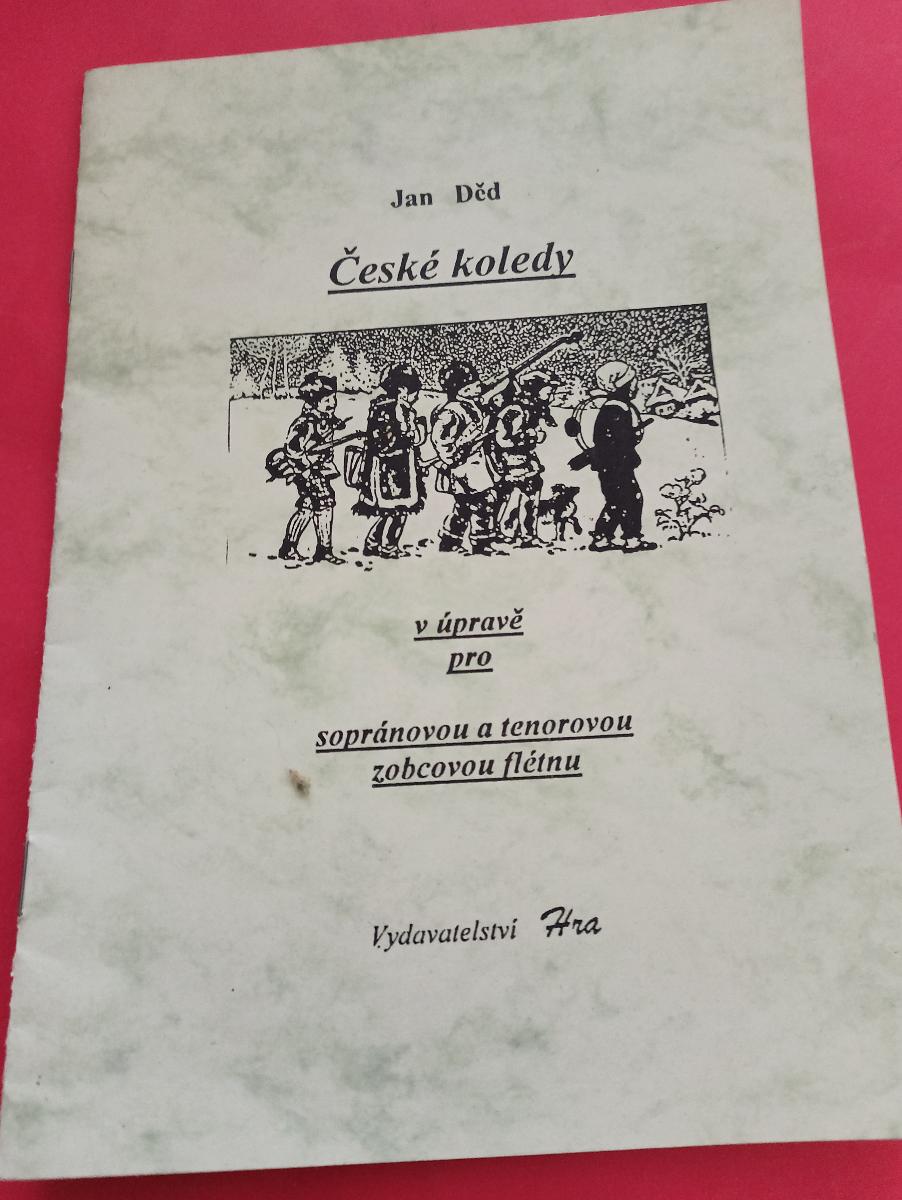 Jan Děd
České koledy
v úpravě
pro
sopránovou a tenorovou
zobcovou flétnu
Vydavatelství Hra